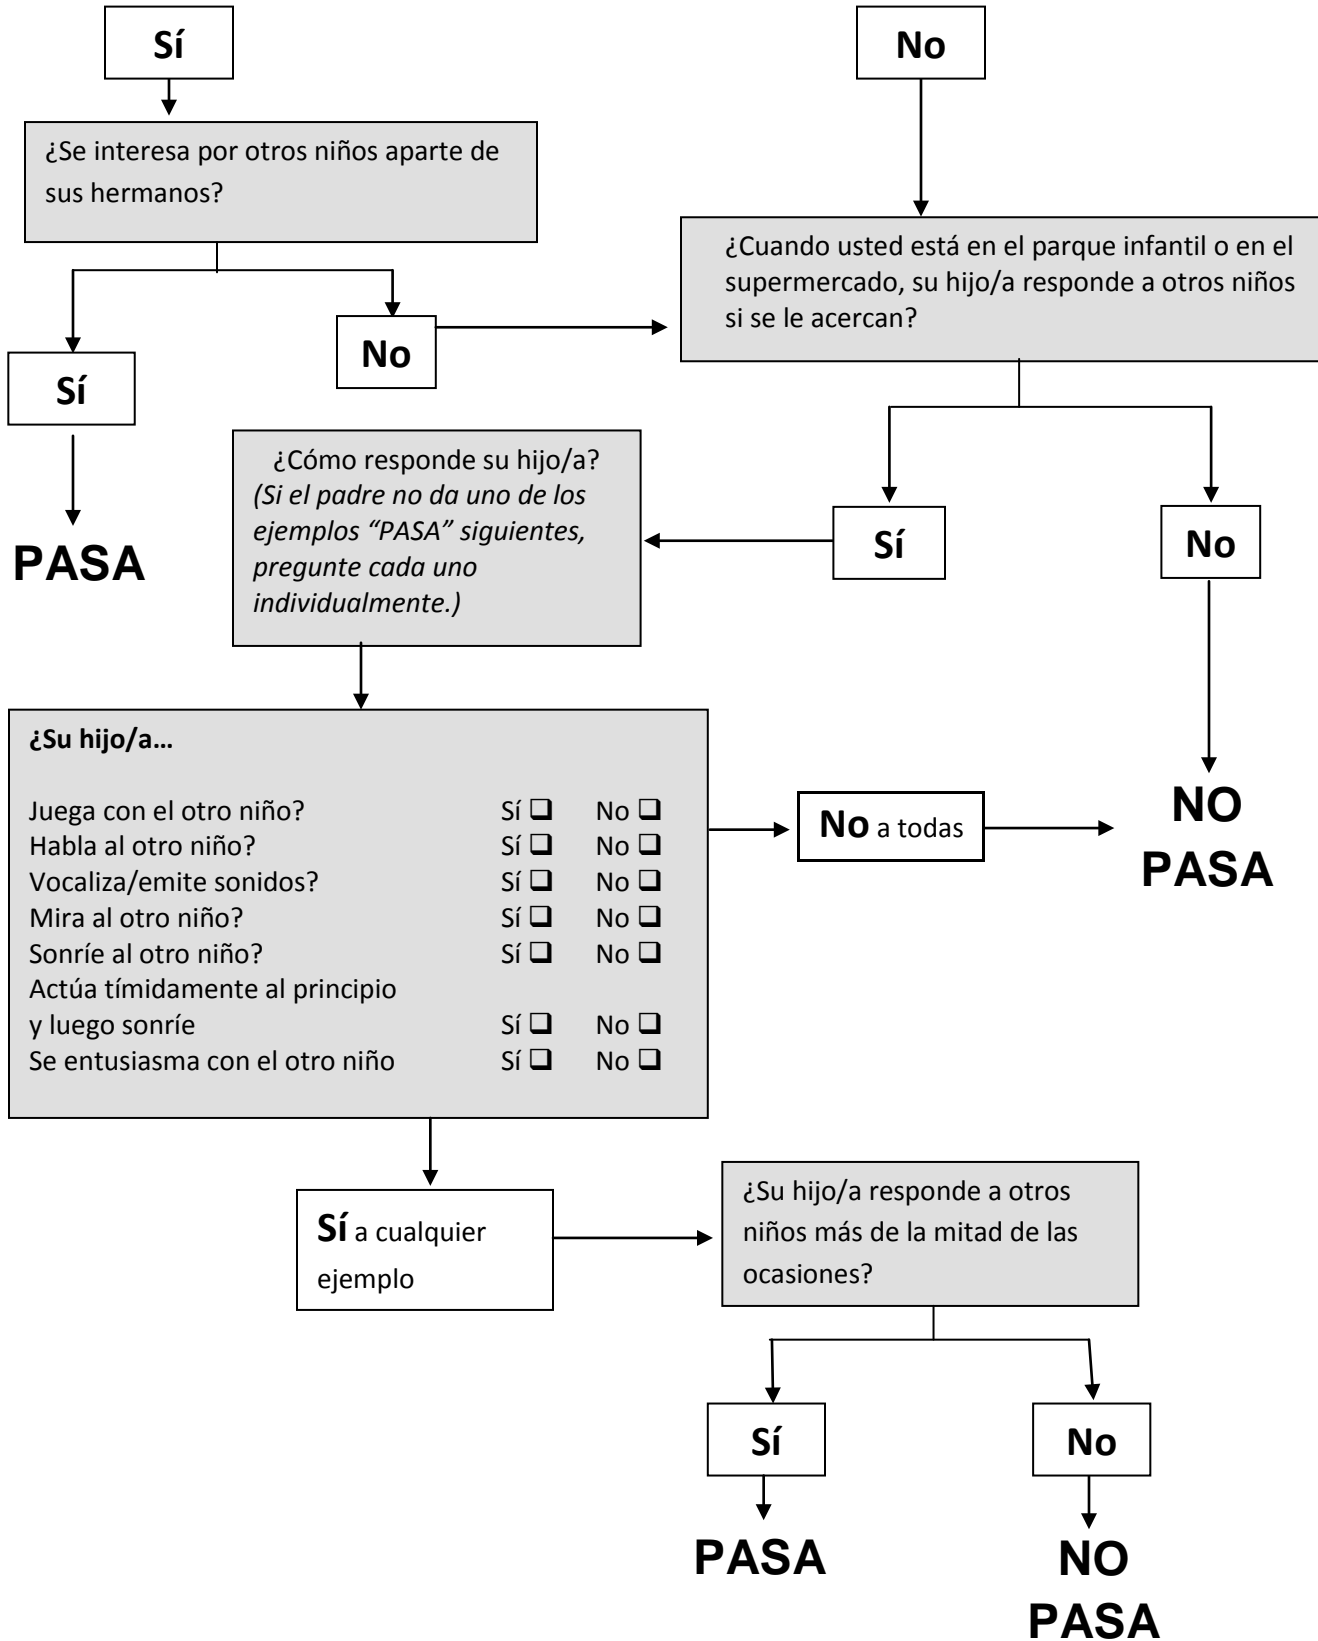 Sí
No
¿Se interesa por otros niños aparte de
sus hermanos?
¿Cuando usted está en el parque infantil o en el
supermercado, su hijo/a responde a otros niños
si se le acercan?
No
Sí
PASA
¿Cómo responde su hijo/a?
(Si el padre no da uno de los
ejemplos “PASA” siguientes,
pregunte cada uno
individualmente.)
Sí
No
¿Su hijo/a…
Juega con el otro niño? Sí ❑ No ❑
Habla al otro niño? Sí ❑ No ❑
Vocaliza/emite sonidos? Sí ❑ No ❑
Mira al otro niño? Sí ❑ No ❑
Sonríe al otro niño? Sí ❑ No ❑
Actúa tímidamente al principio
y luego sonríe Sí ❑ No ❑
Se entusiasma con el otro niño Sí ❑ No ❑
No a todas
NO
PASA
Sí a cualquier
ejemplo
¿Su hijo/a responde a otros
niños más de la mitad de las
ocasiones?
Sí
No
PASA
NO
PASA